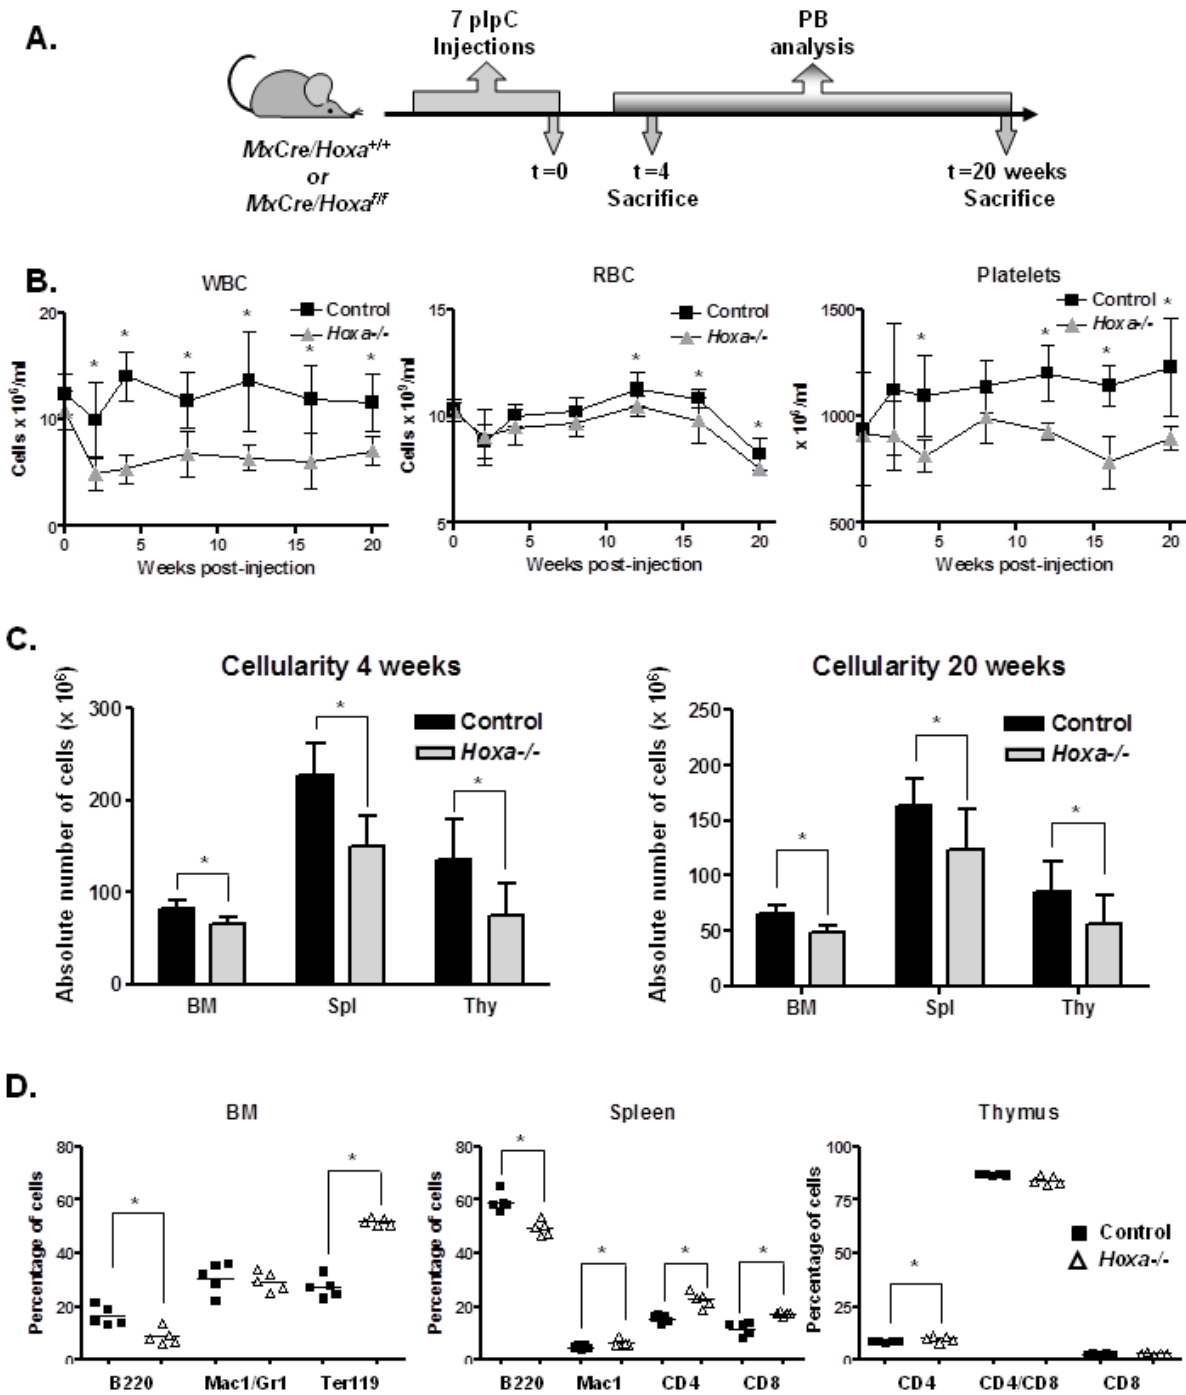 A.
7 pIpC
Injections
PB
analysis
MxCre/Hoxa+/+
or
MxCre/Hoxaf/f
t=0
t=4
Sacrifice
t=20 weeks
Sacrifice
B.
WBC
Control
Hoxa-/-
*
*
*
*
*
*
20
10
0
Cells x 10⁶/ml
0 5 10 15 20
Weeks post-injection
RBC
Control
Hoxa-/-
*
*
*
15
10
5
Cells x 10⁹/ml
0 5 10 15 20
Weeks post-injection
Platelets
Control
Hoxa-/-
*
*
*
*
1500
1000
500
x 10⁶/ml
0 5 10 15 20
Weeks post-injection
C.
Cellularity 4 weeks
Control
Hoxa-/-
*
*
*
300
200
100
0
Absolute number of cells (x 10⁶)
BM Spl Thy
Cellularity 20 weeks
Control
Hoxa-/-
*
*
*
250
200
150
100
50
0
Absolute number of cells (x 10⁶)
BM Spl Thy
D.
BM
*
*
80
60
40
20
0
Percentage of cells
B220 Mac1/Gr1 Ter119
Spleen
*
*
*
*
80
60
40
20
0
Percentage of cells
B220 Mac1 CD4 CD8
Thymus
Control
Hoxa-/-
*
100
75
50
25
0
Percentage of cells
CD4 CD4/CD8 CD8